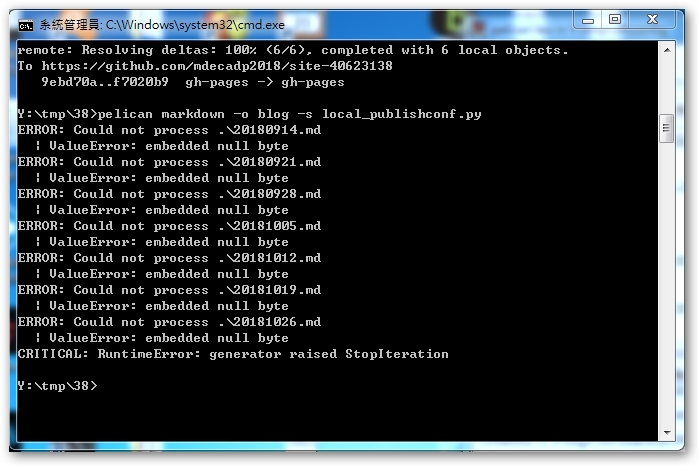 系統管理員: C:\Windows\system32\cmd.exe
remote: Resolving deltas: 100% (6/6), completed with 6 local objects.
To https://github.com/mdecadp2018/site-40623138
   9ebd70a..f7020b9  gh-pages -> gh-pages
Y:\tmp\38>pelican markdown -o blog -s local_publishconf.py
ERROR: Could not process .\20180914.md
  | ValueError: embedded null byte
ERROR: Could not process .\20180921.md
  | ValueError: embedded null byte
ERROR: Could not process .\20180928.md
  | ValueError: embedded null byte
ERROR: Could not process .\20181005.md
  | ValueError: embedded null byte
ERROR: Could not process .\20181012.md
  | ValueError: embedded null byte
ERROR: Could not process .\20181019.md
  | ValueError: embedded null byte
ERROR: Could not process .\20181026.md
  | ValueError: embedded null byte
CRITICAL: RuntimeError: generator raised StopIteration
Y:\tmp\38>